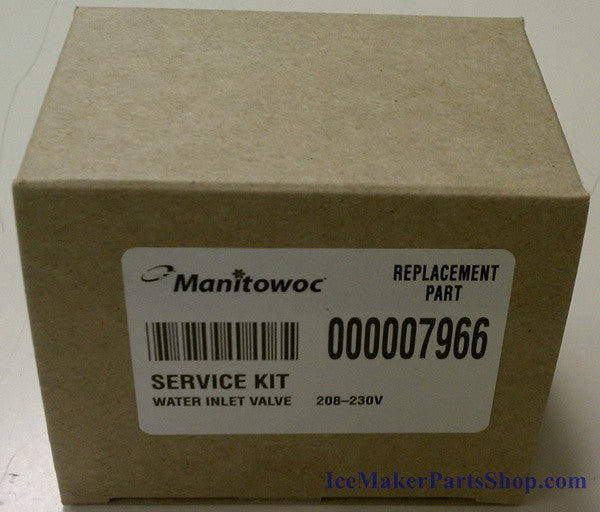 Manitowoc
REPLACEMENT
PART
000007966
SERVICE KIT
WATER INLET VALVE 208–230V
IceMakerPartsShop.com